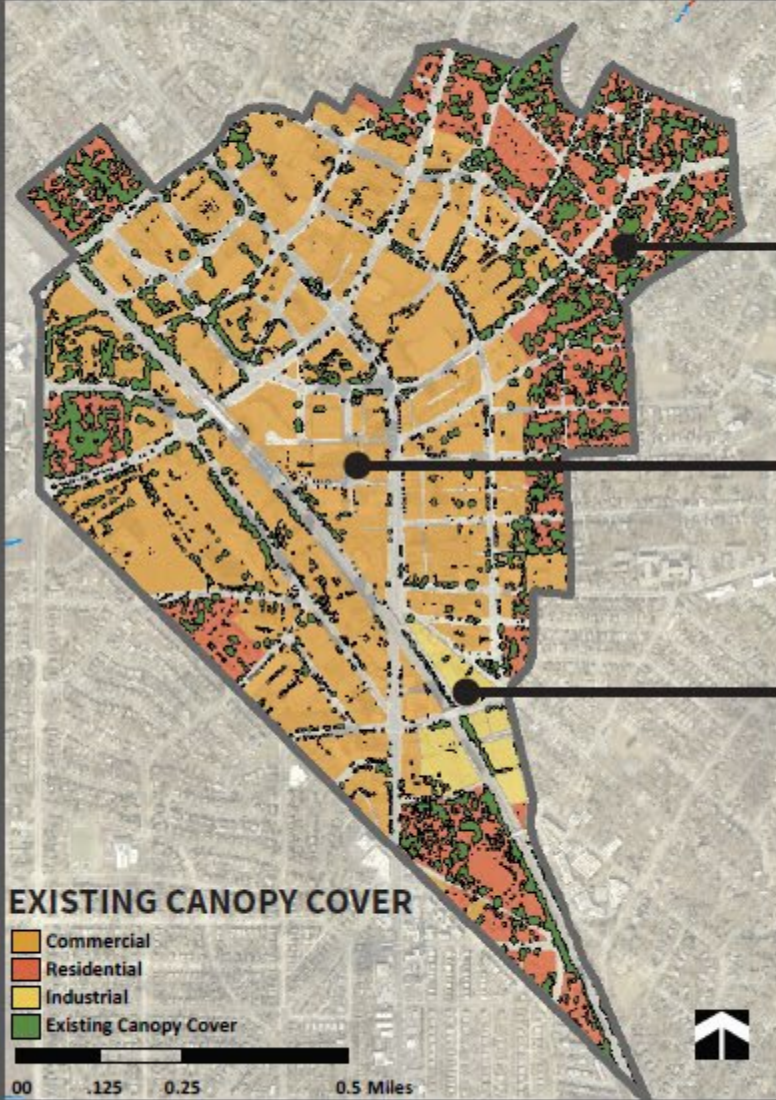 EXISTING CANOPY COVER
Commercial
Residential
Industrial
Existing Canopy Cover
00 .125 0.25 0.5 Miles